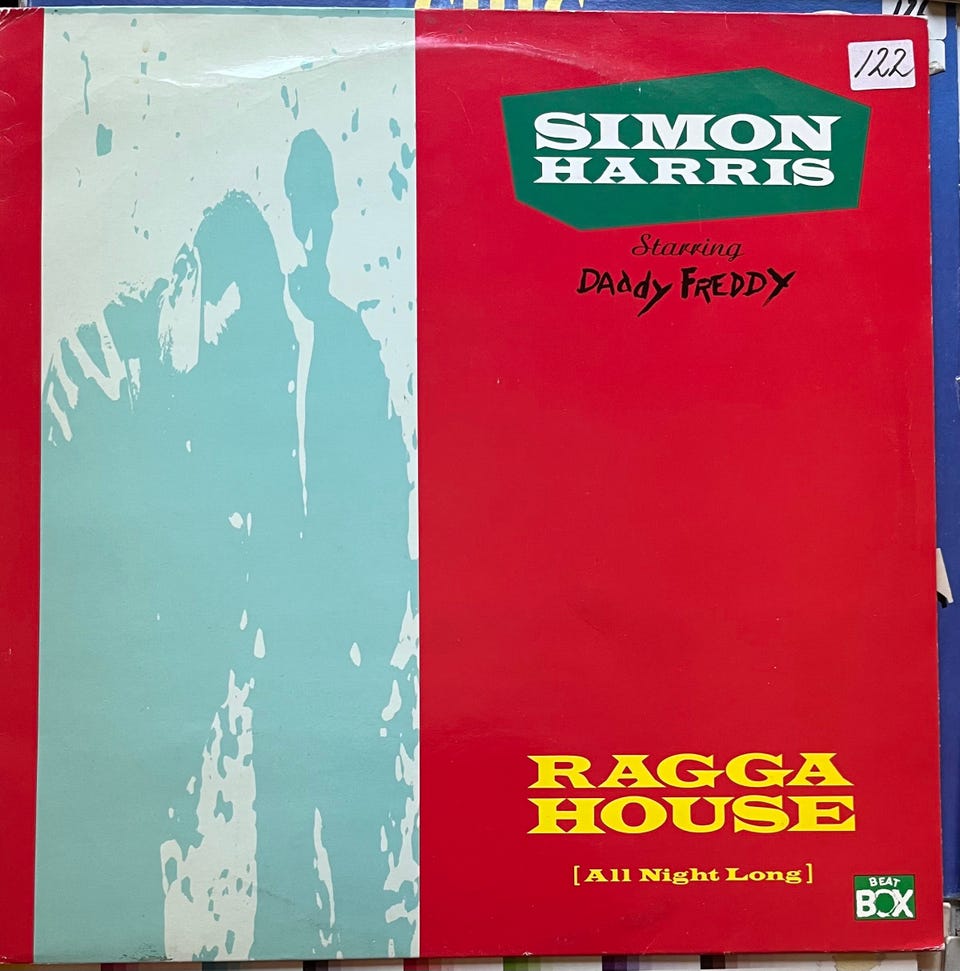 122
SIMON
HARRIS
Starring
DAddy FREDDY
RAGGA
HOUSE
[All Night Long]
BEAT
BOX